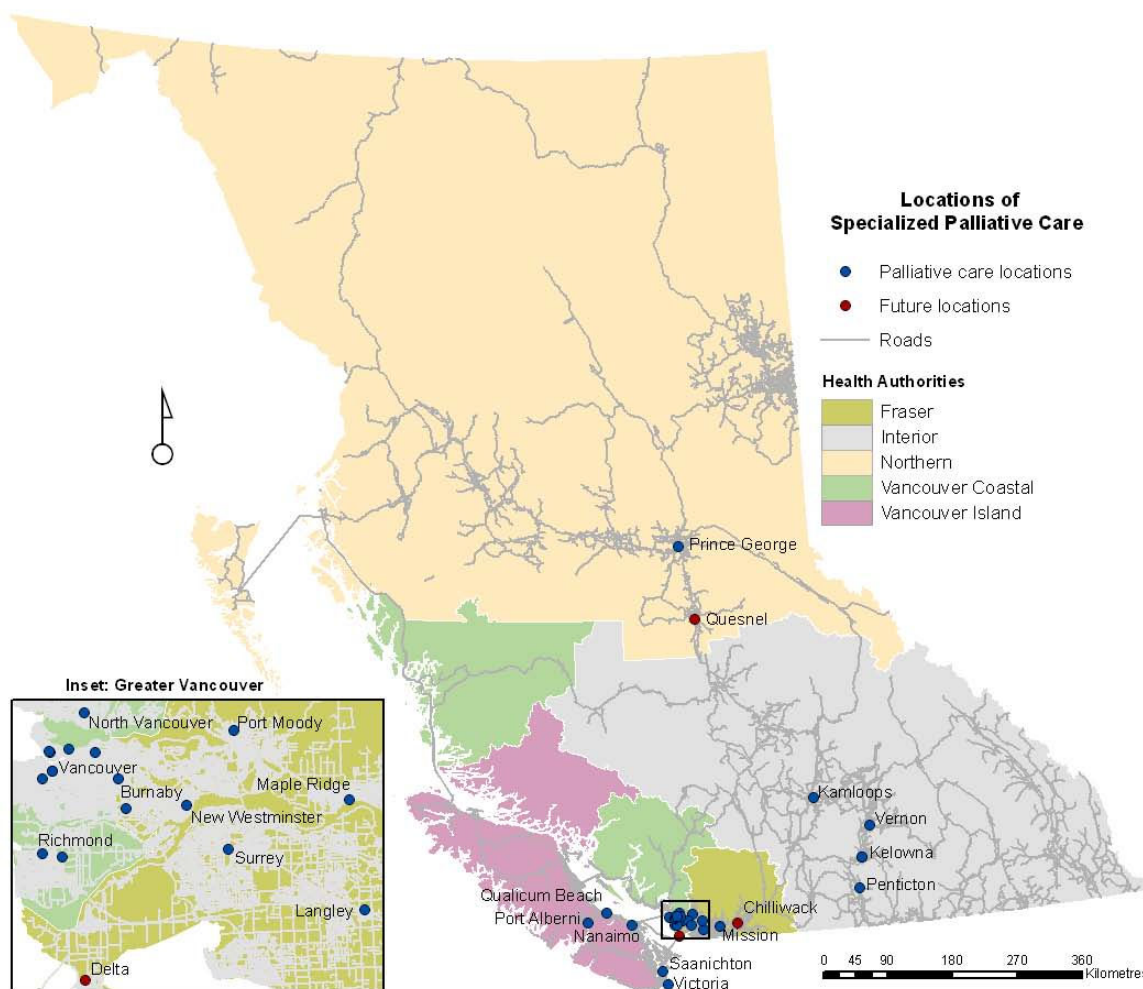 Locations of
Specialized Palliative Care
Palliative care locations
Future locations
Roads
Health Authorities
Fraser
Interior
Northern
Vancouver Coastal
Vancouver Island
Prince George
Quesnel
Kamloops
Vernon
Kelowna
Penticton
Qualicum Beach
Port Alberni
Nanaimo
Chilliwack
Mission
Saanichton
Victoria
Inset: Greater Vancouver
North Vancouver
Port Moody
Vancouver
Burnaby
Maple Ridge
New Westminster
Richmond
Surrey
Langley
Delta
0 45 90 180 270 360
Kilometres